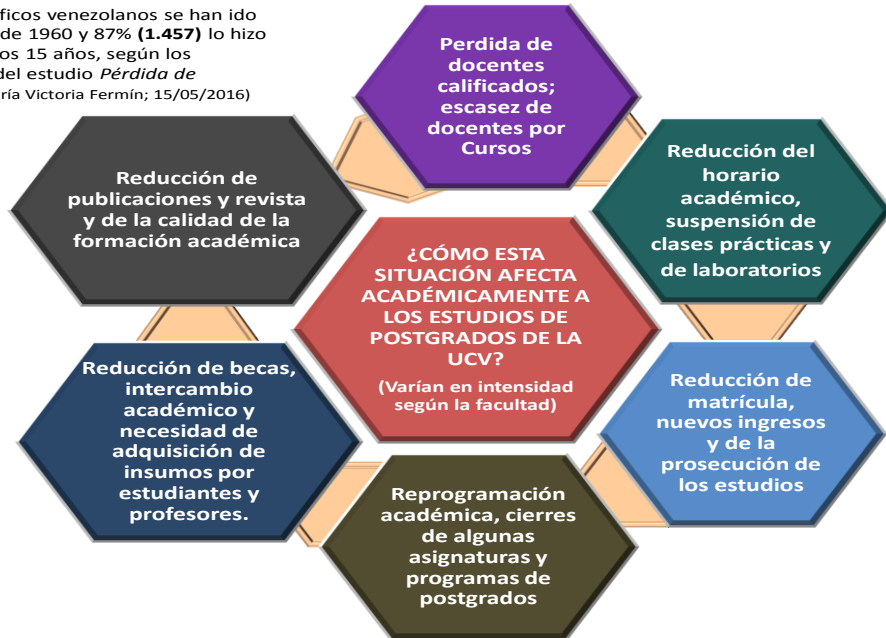 ficos venezolanos se han ido
de 1960 y 87% (1.457) lo hizo
os 15 años, según los
del estudio Pérdida de
ría Victoria Fermín; 15/05/2016)
Perdida de
docentes
calificados;
escasez de
docentes por
Cursos
Reducción del
horario
académico,
suspensión de
clases prácticas y
de laboratorios
Reducción de
matrícula,
nuevos ingresos
y de la
prosecución de
los estudios
Reprogramación
académica, cierres
de algunas
asignaturas y
programas de
postgrados
Reducción de becas,
intercambio
académico y
necesidad de
adquisición de
insumos por
estudiantes y
profesores.
Reducción de
publicaciones y revista
y de la calidad de la
formación académica
¿CÓMO ESTA
SITUACIÓN AFECTA
ACADÉMICAMENTE A
LOS ESTUDIOS DE
POSTGRADOS DE LA
UCV?
(Varían en intensidad
según la facultad)